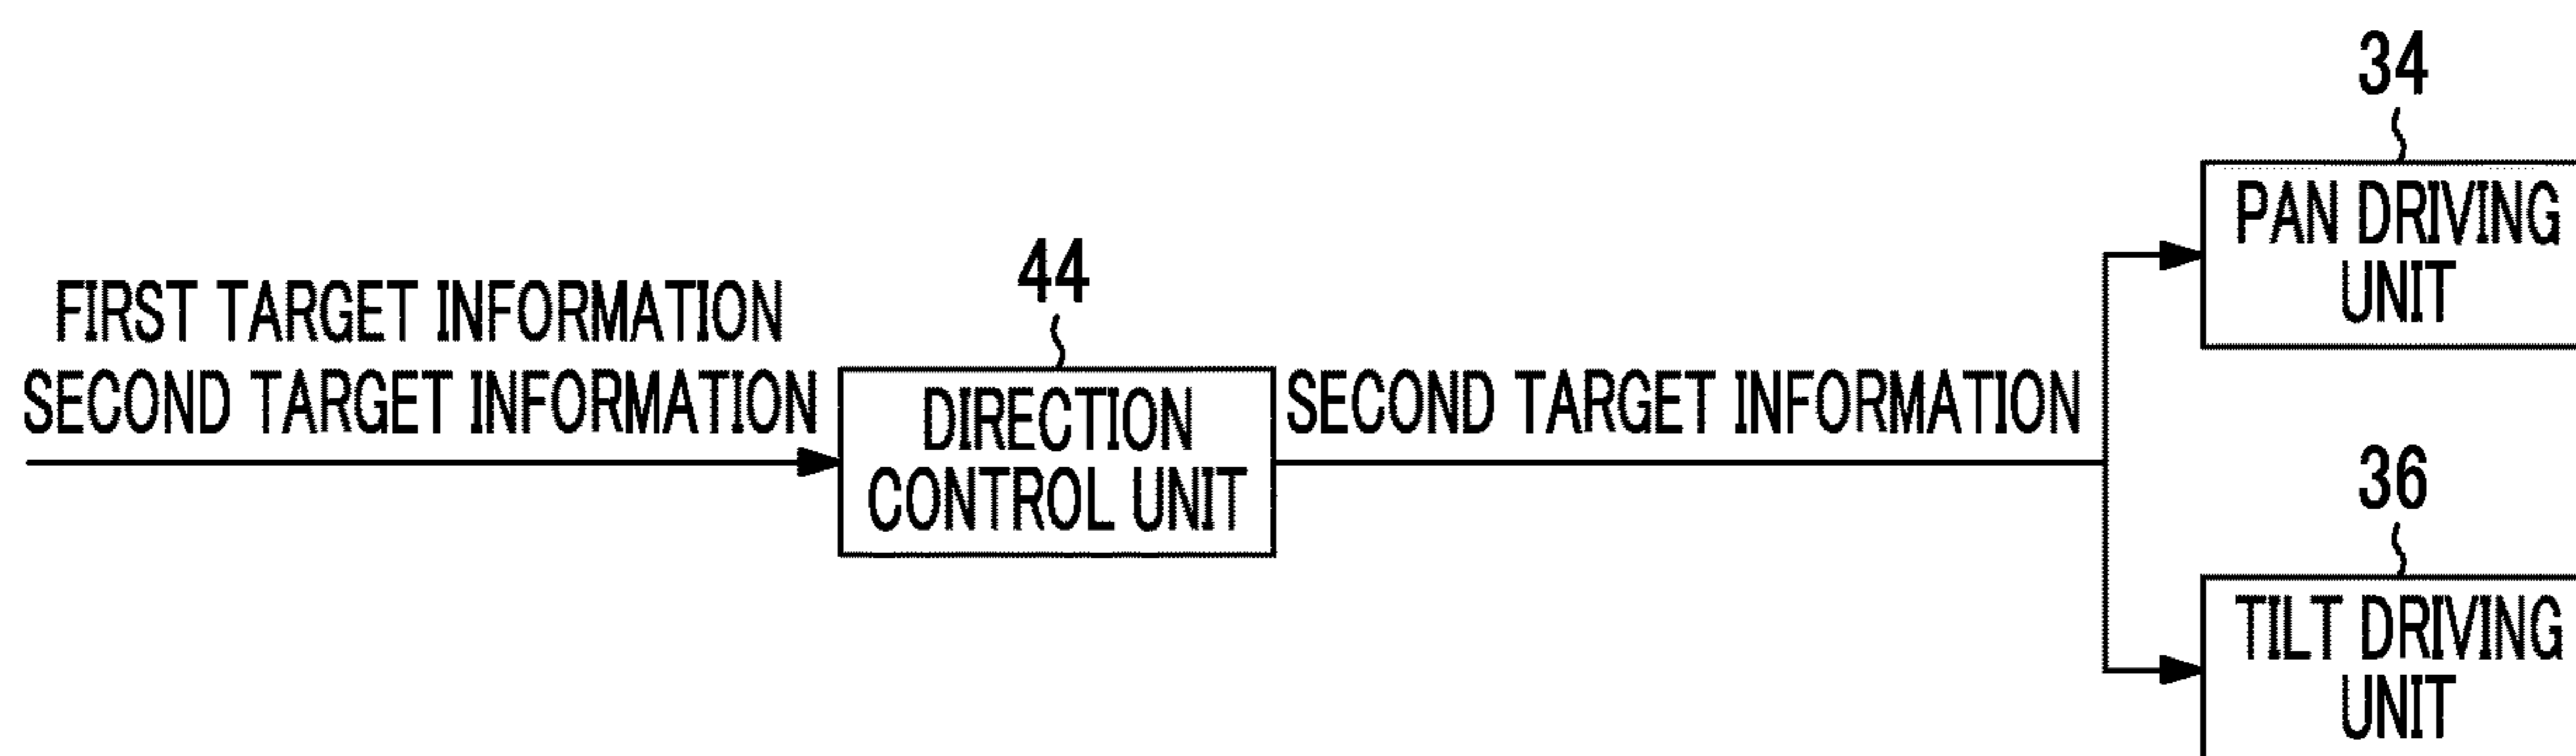 34
PAN DRIVING
UNIT
44
FIRST TARGET INFORMATION
SECOND TARGET INFORMATION
DIRECTION
CONTROL UNIT
SECOND TARGET INFORMATION
36
TILT DRIVING
UNIT